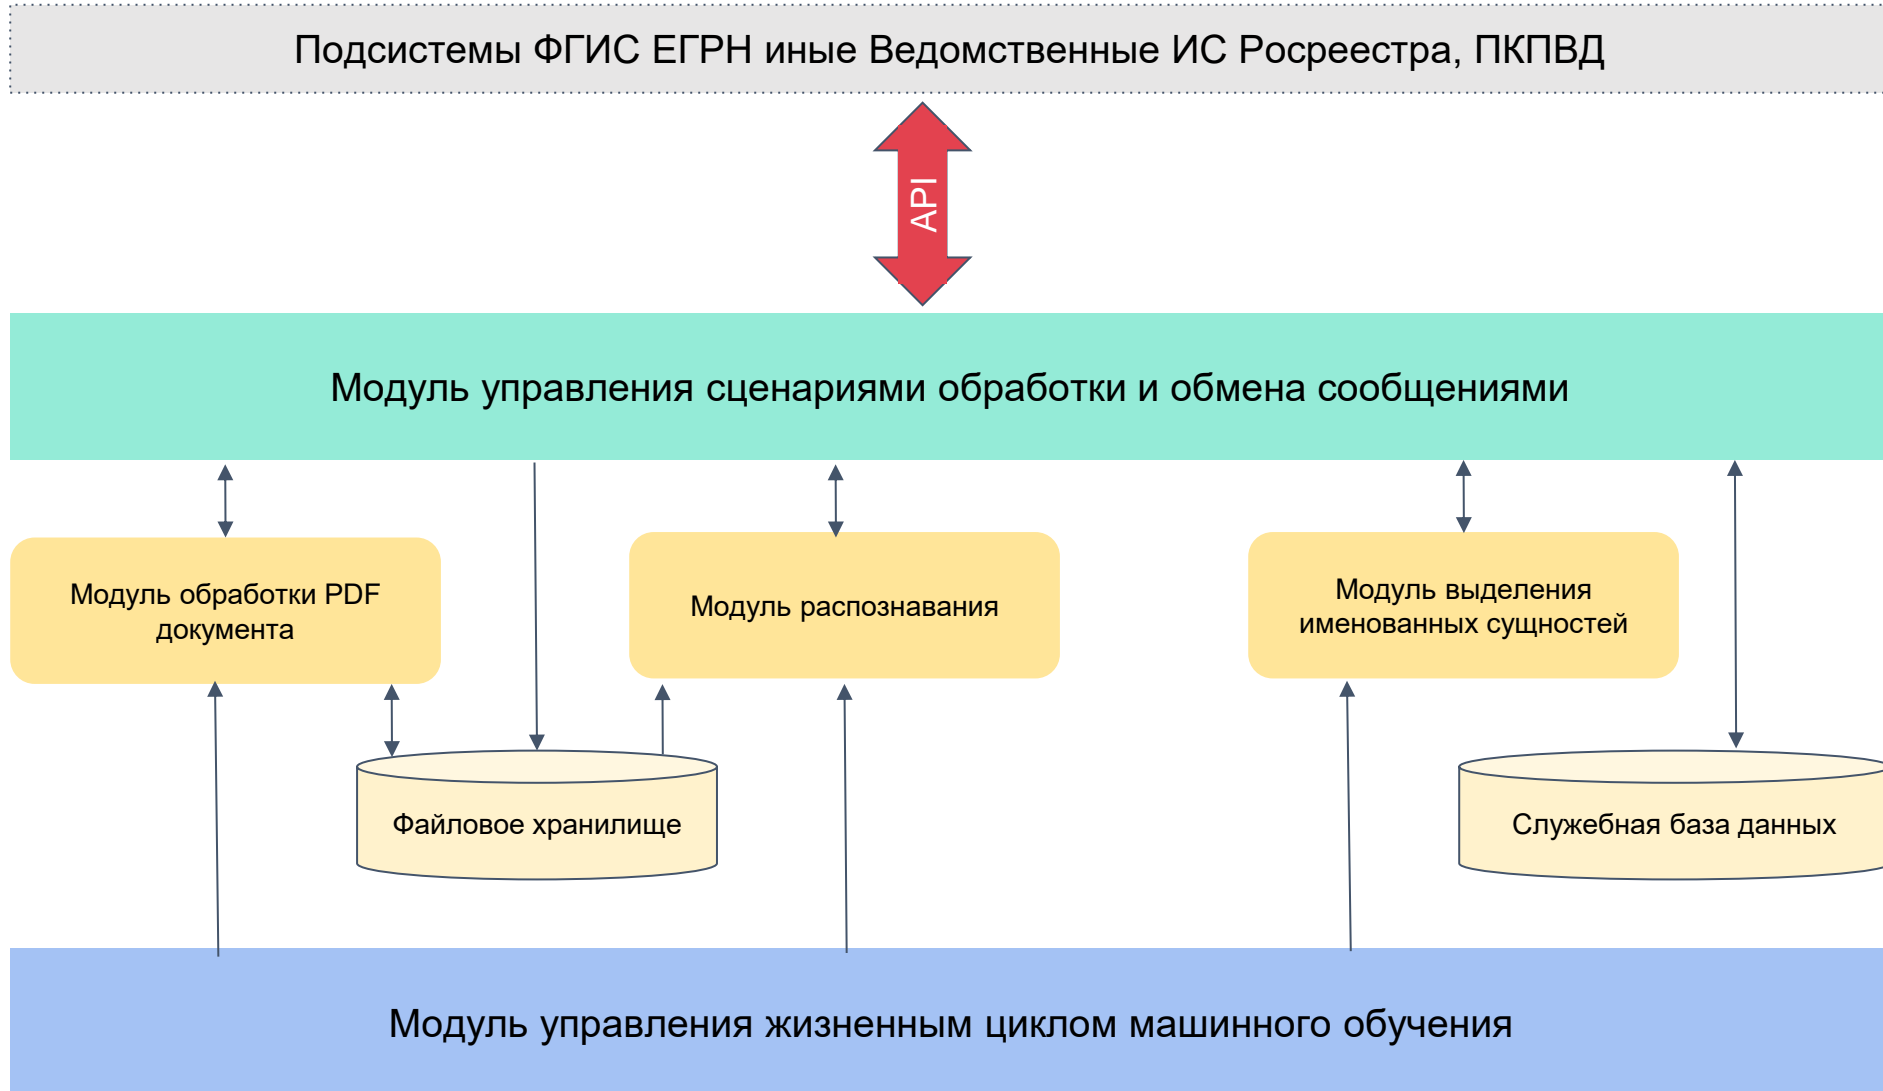 Подсистемы ФГИС ЕГРН иные Ведомственные ИС Росреестра, ПКПВД
API
Модуль управления сценариями обработки и обмена сообщениями
Модуль обработки PDF
документа
Модуль распознавания
Модуль выделения
именованных сущностей
Файловое хранилище
Служебная база данных
Модуль управления жизненным циклом машинного обучения